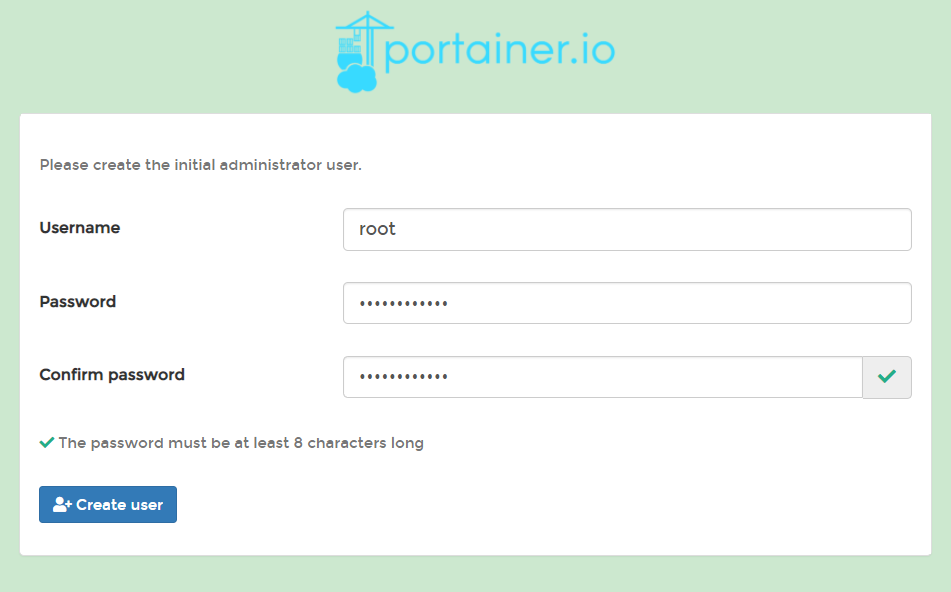 portainer.io
Please create the initial administrator user.
Username
root
Password
••••••••••••
Confirm password
••••••••••••
The password must be at least 8 characters long
Create user